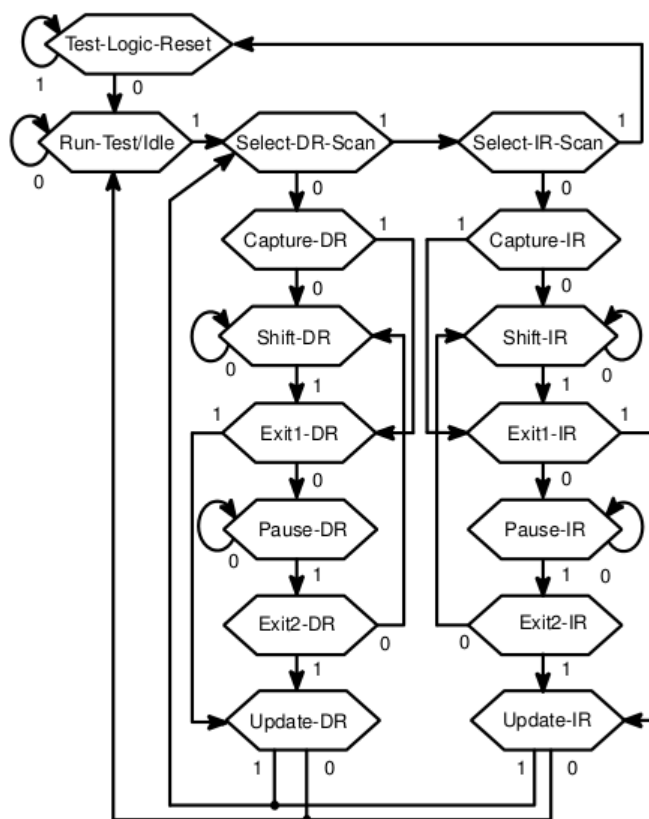 Test-Logic-Reset
1 0
Run-Test/Idle 1 Select-DR-Scan 1 Select-IR-Scan 1
0 0 0
Capture-DR 1 1 Capture-IR
0 0
Shift-DR Shift-IR
0 1 1 0
1 Exit1-DR Exit1-IR 1
0 0
Pause-DR Pause-IR
0 1 1 0
Exit2-DR 0 0 Exit2-IR
1 1
Update-DR Update-IR
1 0 1 0